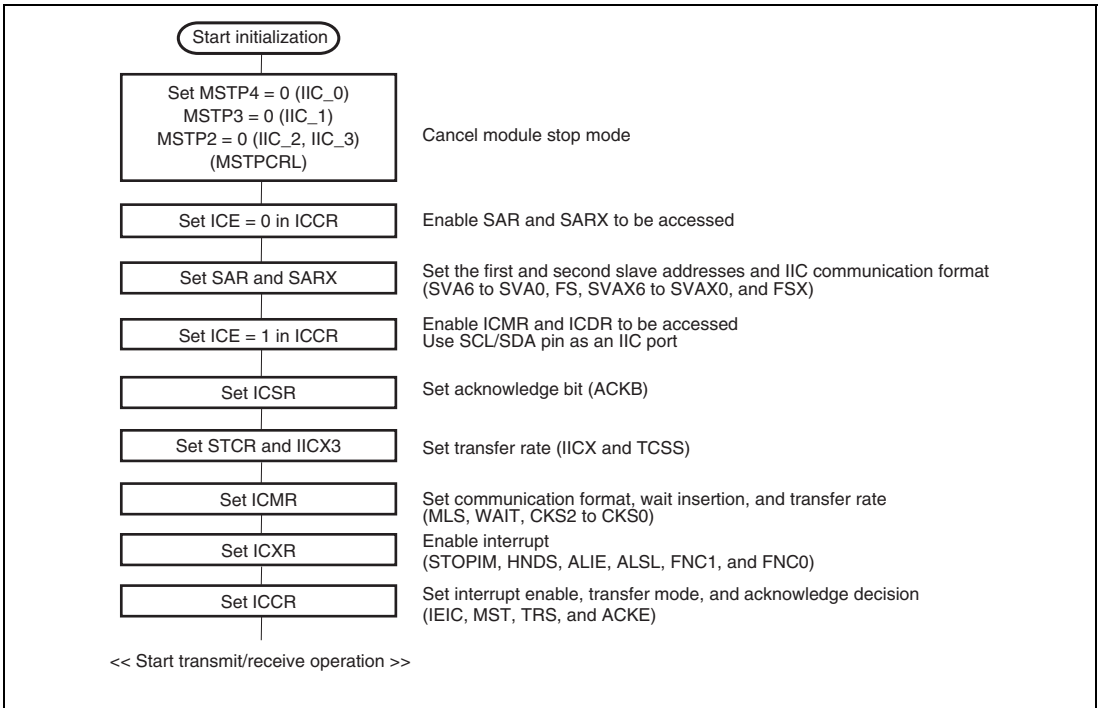 Start initialization
Set MSTP4 = 0 (IIC_0)
MSTP3 = 0 (IIC_1)
MSTP2 = 0 (IIC_2, IIC_3)
(MSTPCRL)
Cancel module stop mode
Set ICE = 0 in ICCR
Enable SAR and SARX to be accessed
Set SAR and SARX
Set the first and second slave addresses and IIC communication format
(SVA6 to SVA0, FS, SVAX6 to SVAX0, and FSX)
Set ICE = 1 in ICCR
Enable ICMR and ICDR to be accessed
Use SCL/SDA pin as an IIC port
Set ICSR
Set acknowledge bit (ACKB)
Set STCR and IICX3
Set transfer rate (IICX and TCSS)
Set ICMR
Set communication format, wait insertion, and transfer rate
(MLS, WAIT, CKS2 to CKS0)
Set ICXR
Enable interrupt
(STOPIM, HNDS, ALIE, ALSL, FNC1, and FNC0)
Set ICCR
Set interrupt enable, transfer mode, and acknowledge decision
(IEIC, MST, TRS, and ACKE)
<< Start transmit/receive operation >>